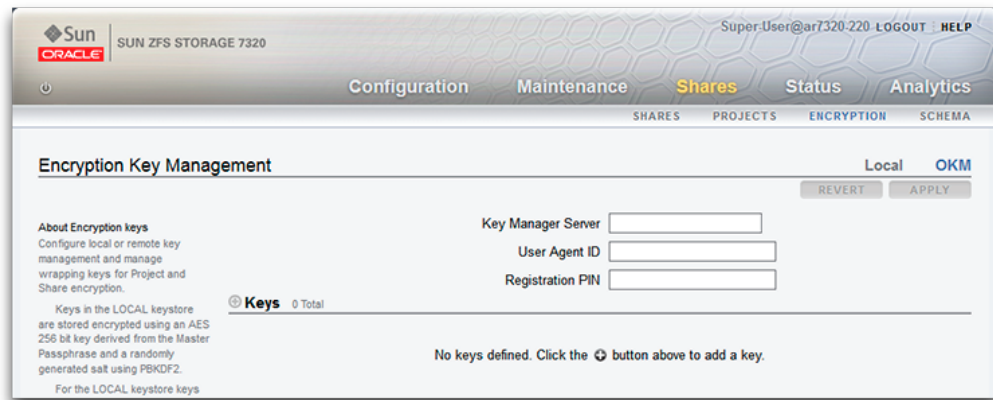 Sun
ORACLE
SUN ZFS STORAGE 7320
Super-User@ar7320-220 LOGOUT HELP
Configuration Maintenance Shares Status Analytics
SHARES PROJECTS ENCRYPTION SCHEMA
Encryption Key Management
Local OKM
REVERT APPLY
About Encryption keys
Configure local or remote key
management and manage
wrapping keys for Project and
Share encryption.
Keys in the LOCAL keystore
are stored encrypted using an AES
256 bit key derived from the Master
Passphrase and a randomly
generated salt using PBKDF2.
For the LOCAL keystore keys
Key Manager Server
User Agent ID
Registration PIN
Keys 0 Total
No keys defined. Click the button above to add a key.